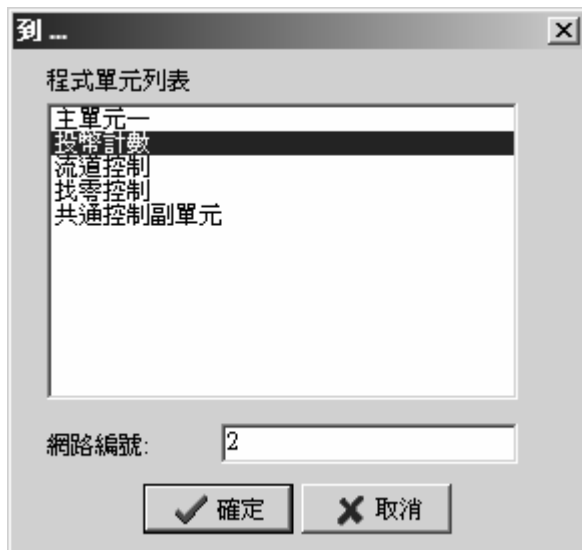 到 ...
程式單元列表
主單元一
投幣計數
流道控制
找零控制
共通控制副單元
網路編號: 2
確定 取消